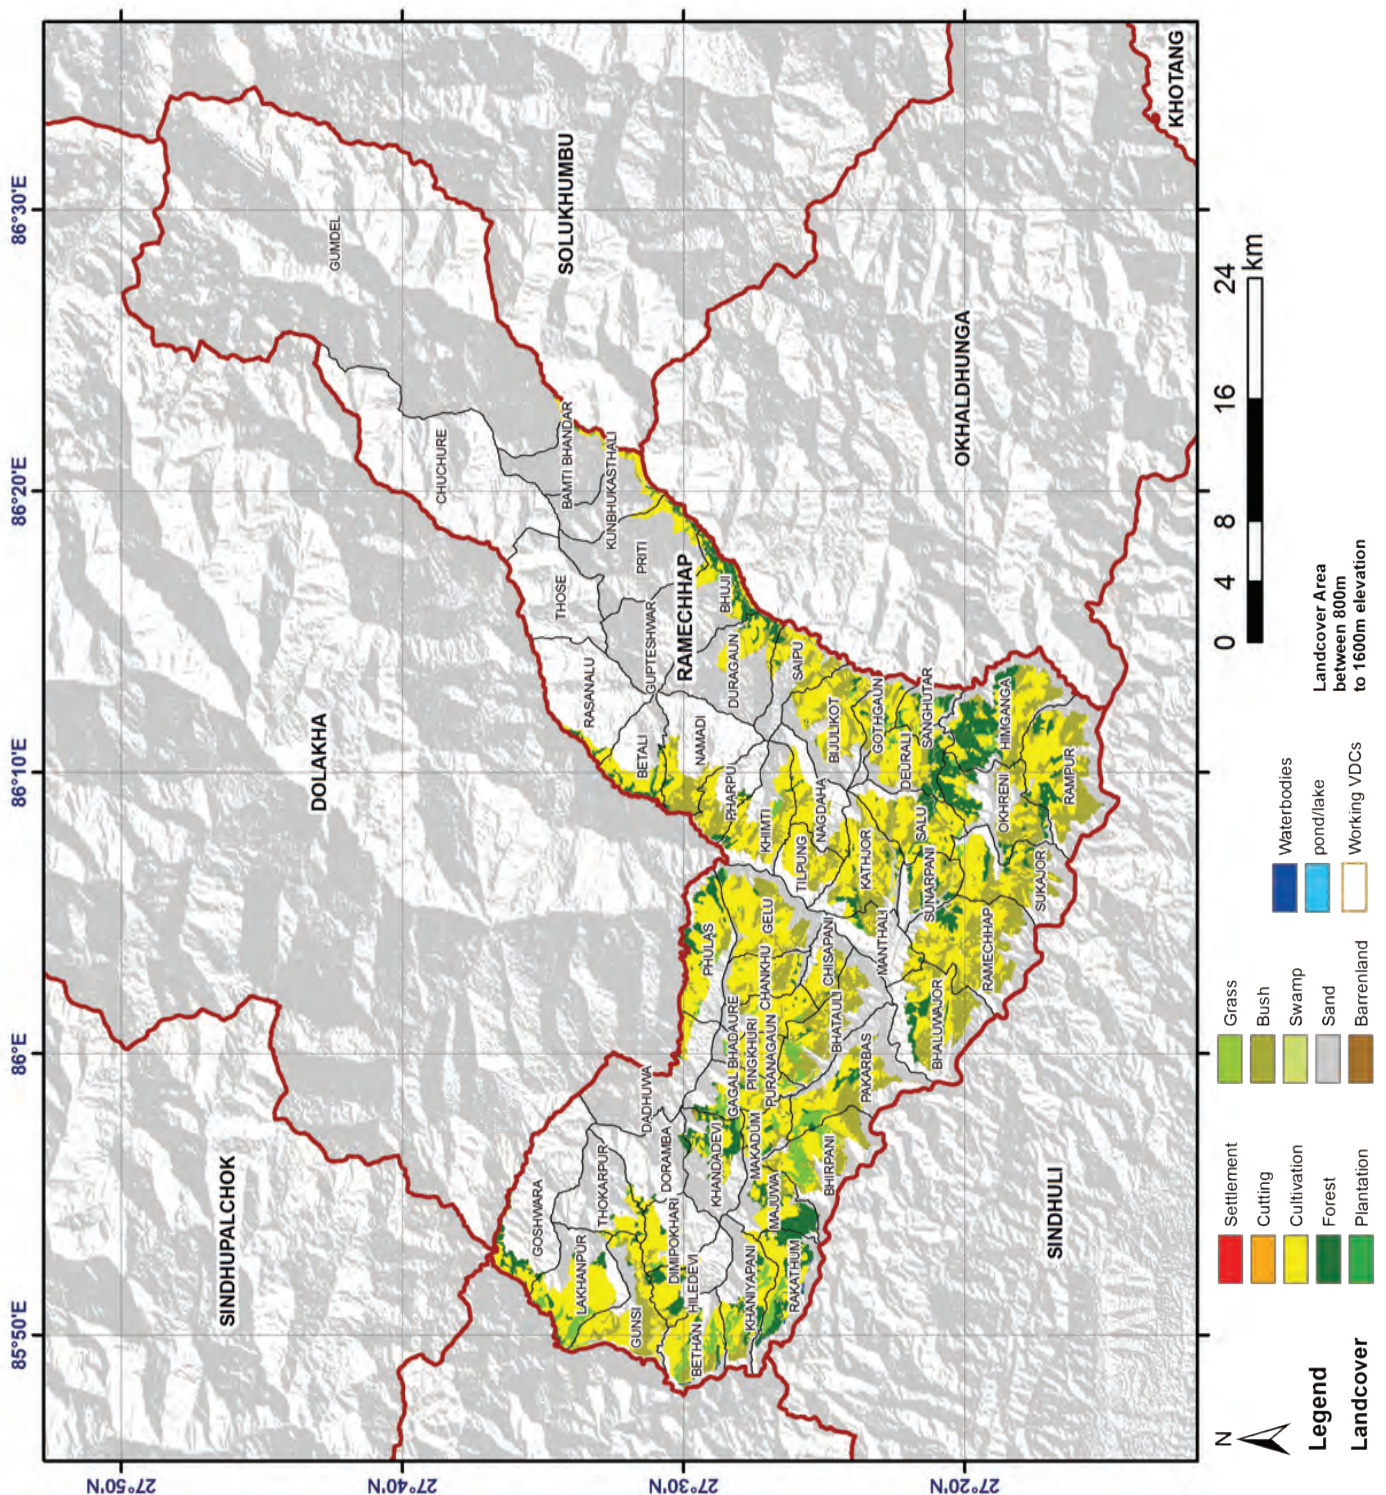 27°50'N
27°40'N
27°30'N
27°20'N
86°30'E
86°20'E
86°10'E
86°E
85°50'E
SINDHUPALCHOK
DOLAKHA
SOLUKHUMBU
KHOTANG
OKHALDHUNGA
SINDHULI
RAMECHHAP
GUMDEL
CHUCHURE
BAMTI BHANDAR
KUNBHUKASTHALI
THOSE
PRITI
RASANALU
GUPTESHWAR
BHUJI
DURAGAUN
BETALI
NAMADI
SAIPU
PHARPU
KHIMTI
BIJULIKOT
GOTHGAUN
SANGHUTAR
DEURALI
HIMGANGA
TILPUNG
NAGDAHA
KATHJOR
SALU
OKHRENI
RAMPUR
SUNARPANI
SUKAJOR
PHULAS
GELU
CHANKHU
CHISAPANI
MANTHALI
RAMECHHAP
BHALUWAJOR
BHATAULI
GAGAL BHADAURE
PINGKHURI
PURANAGAUN
PAKARBAS
DADHUWA
KHANDADEVI
MAKADUM
BHIRPANI
DORAMBA
THOKARPUR
GOSHWARA
MAJUWA
DIMIPOKHARI
LAKHANPUR
HILEDEVI
KHANIYAPANI
RAKATHUM
GUNSI
BETHAN
0
4
8
16
24
km
N
Legend
Landcover
Settlement
Cutting
Cultivation
Forest
Plantation
Grass
Bush
Swamp
Sand
Barrenland
Waterbodies
pond/lake
Working VDCs
Landcover Area
between 800m
to 1600m elevation